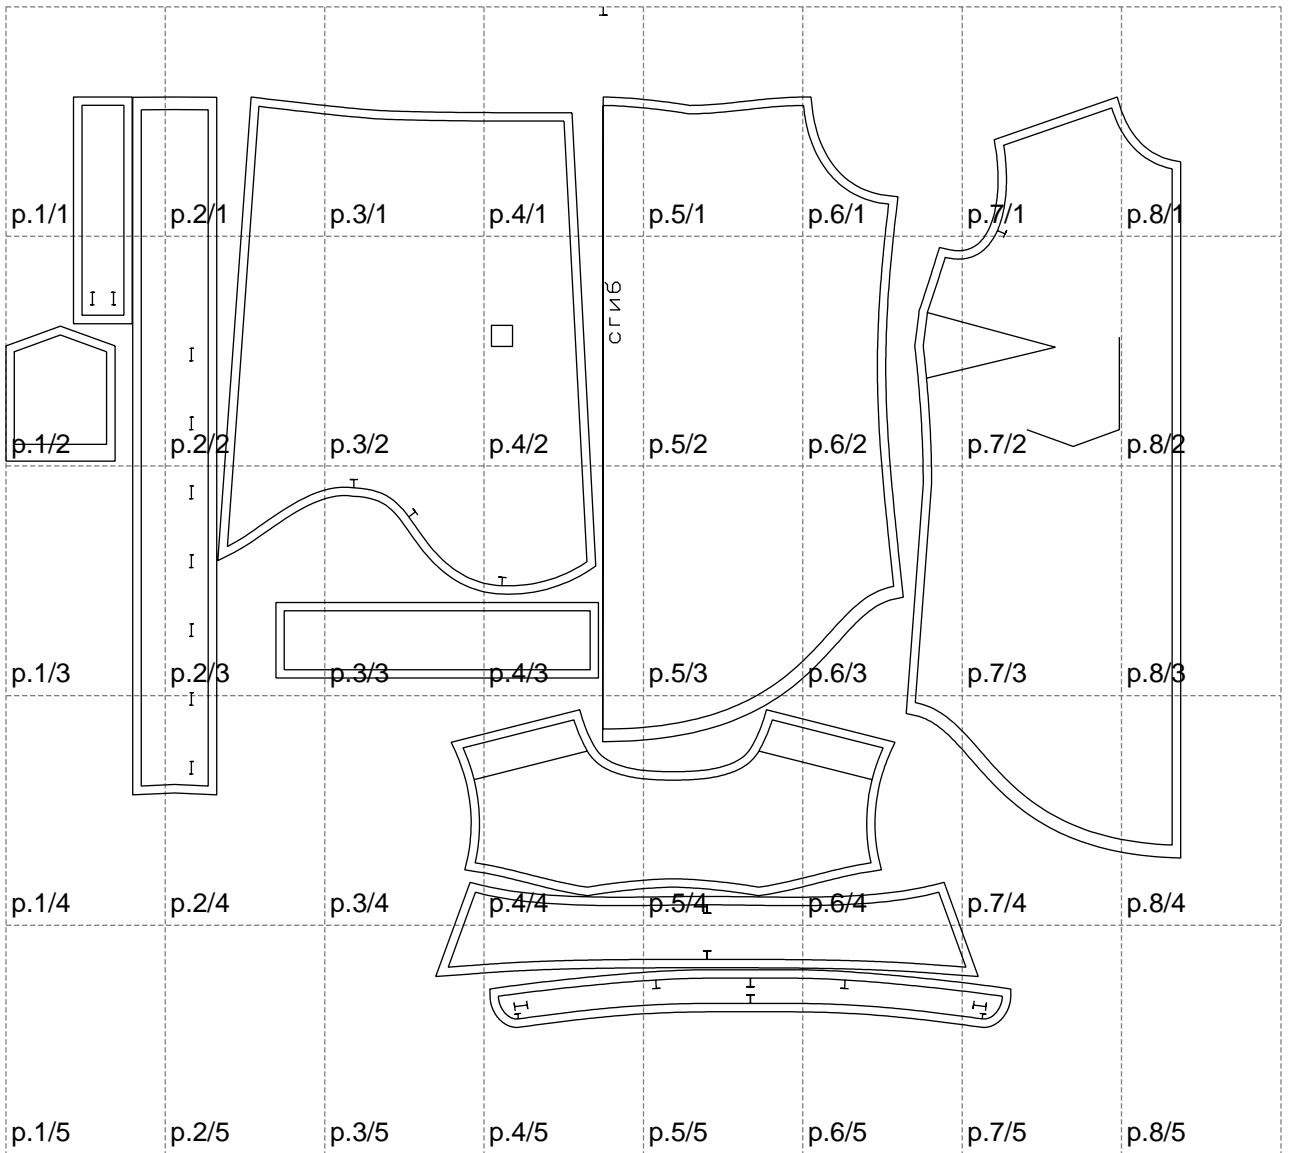 p.1/1 p.2/1 p.3/1 p.4/1 p.5/1 p.6/1 p.7/1 p.8/1
сгиб
p.1/2 p.2/2 p.3/2 p.4/2 p.5/2 p.6/2 p.7/2 p.8/2
p.1/3 p.2/3 p.3/3 p.4/3 p.5/3 p.6/3 p.7/3 p.8/3
p.1/4 p.2/4 p.3/4 p.4/4 p.5/4 p.6/4 p.7/4 p.8/4
p.1/5 p.2/5 p.3/5 p.4/5 p.5/5 p.6/5 p.7/5 p.8/5